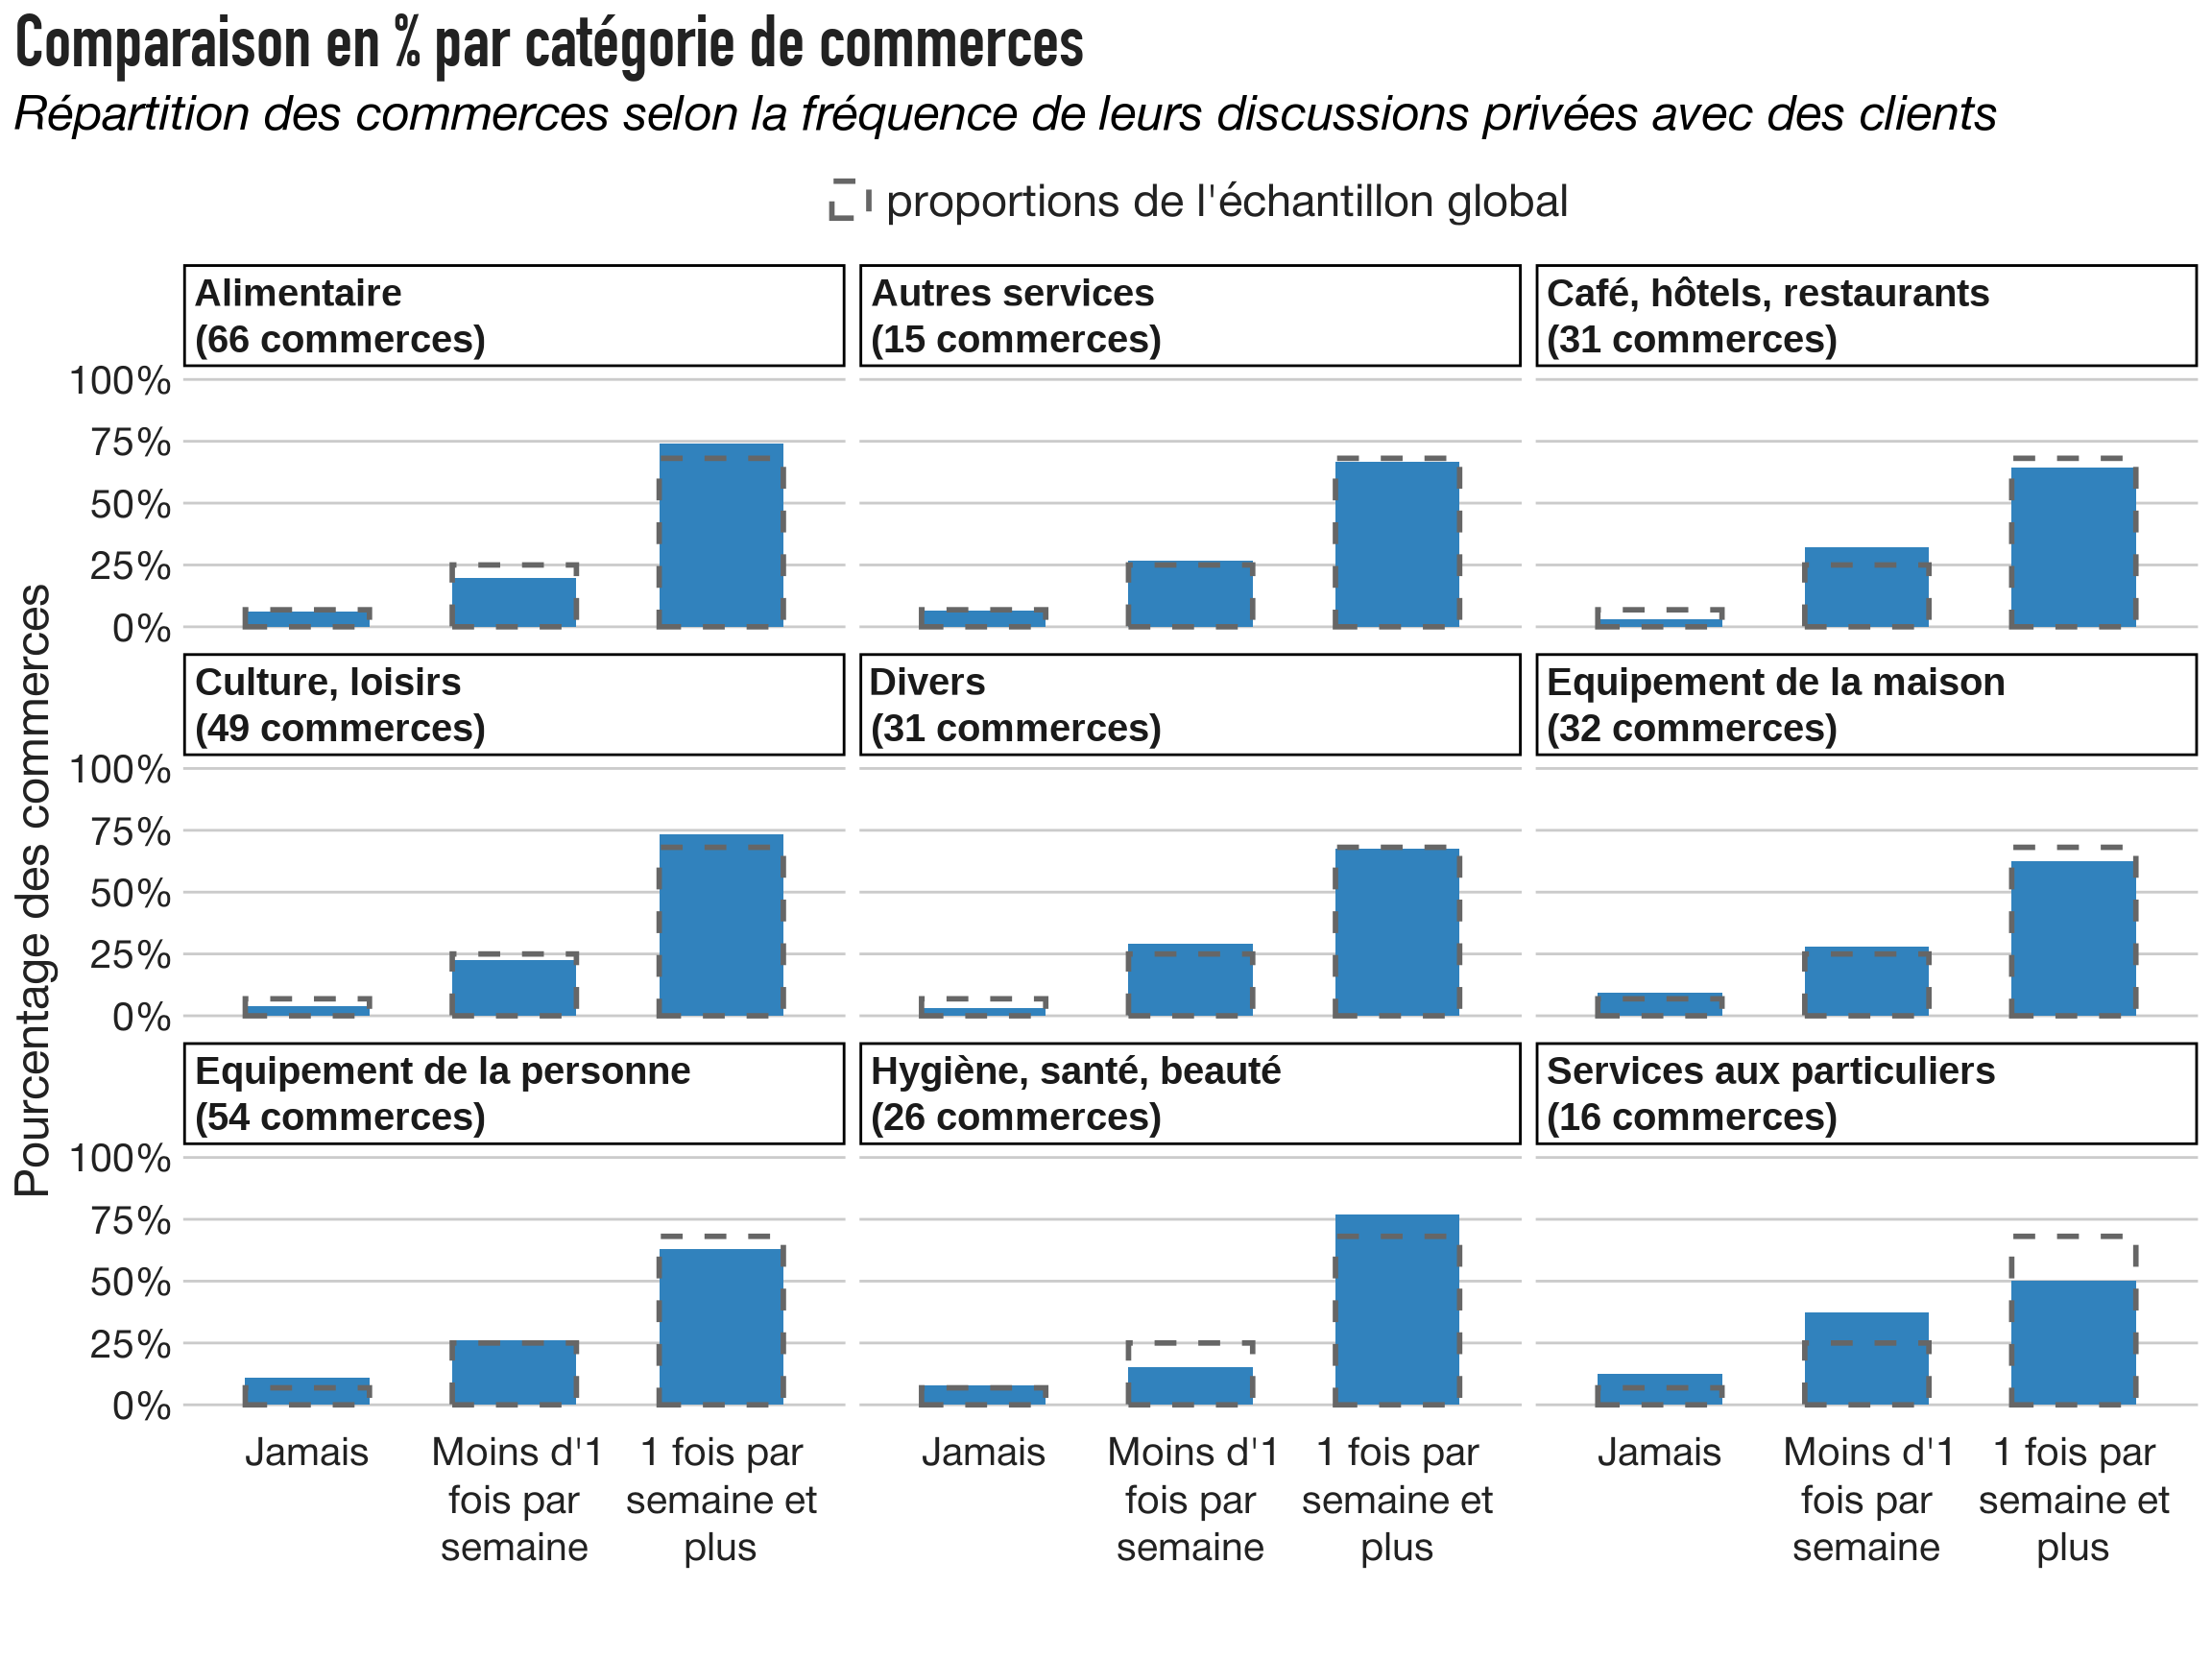 Comparaison en % par catégorie de commerces
Répartition des commerces selon la fréquence de leurs discussions privées avec des clients
proportions de l'échantillon global
Pourcentage des commerces
Alimentaire
(66 commerces)
Autres services
(15 commerces)
Café, hôtels, restaurants
(31 commerces)
100%
75%
50%
25%
0%
Culture, loisirs
(49 commerces)
Divers
(31 commerces)
Equipement de la maison
(32 commerces)
100%
75%
50%
25%
0%
Equipement de la personne
(54 commerces)
Hygiène, santé, beauté
(26 commerces)
Services aux particuliers
(16 commerces)
100%
75%
50%
25%
0%
Jamais
Moins d'1
fois par
semaine
1 fois par
semaine et
plus
Jamais
Moins d'1
fois par
semaine
1 fois par
semaine et
plus
Jamais
Moins d'1
fois par
semaine
1 fois par
semaine et
plus